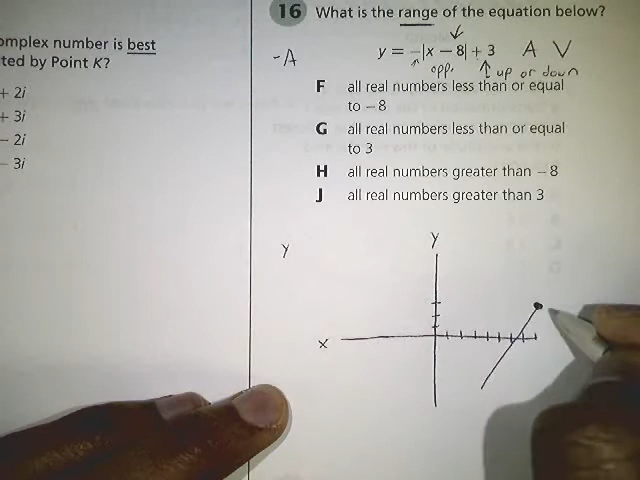 omplex number is best
ted by Point K?
+ 2i
+ 3i
− 2i
− 3i
16 What is the range of the equation below?
y = −|x − 8| + 3
-A
A V
opp.
up or down
F all real numbers less than or equal
to −8
G all real numbers less than or equal
to 3
H all real numbers greater than −8
J all real numbers greater than 3
y
y
x